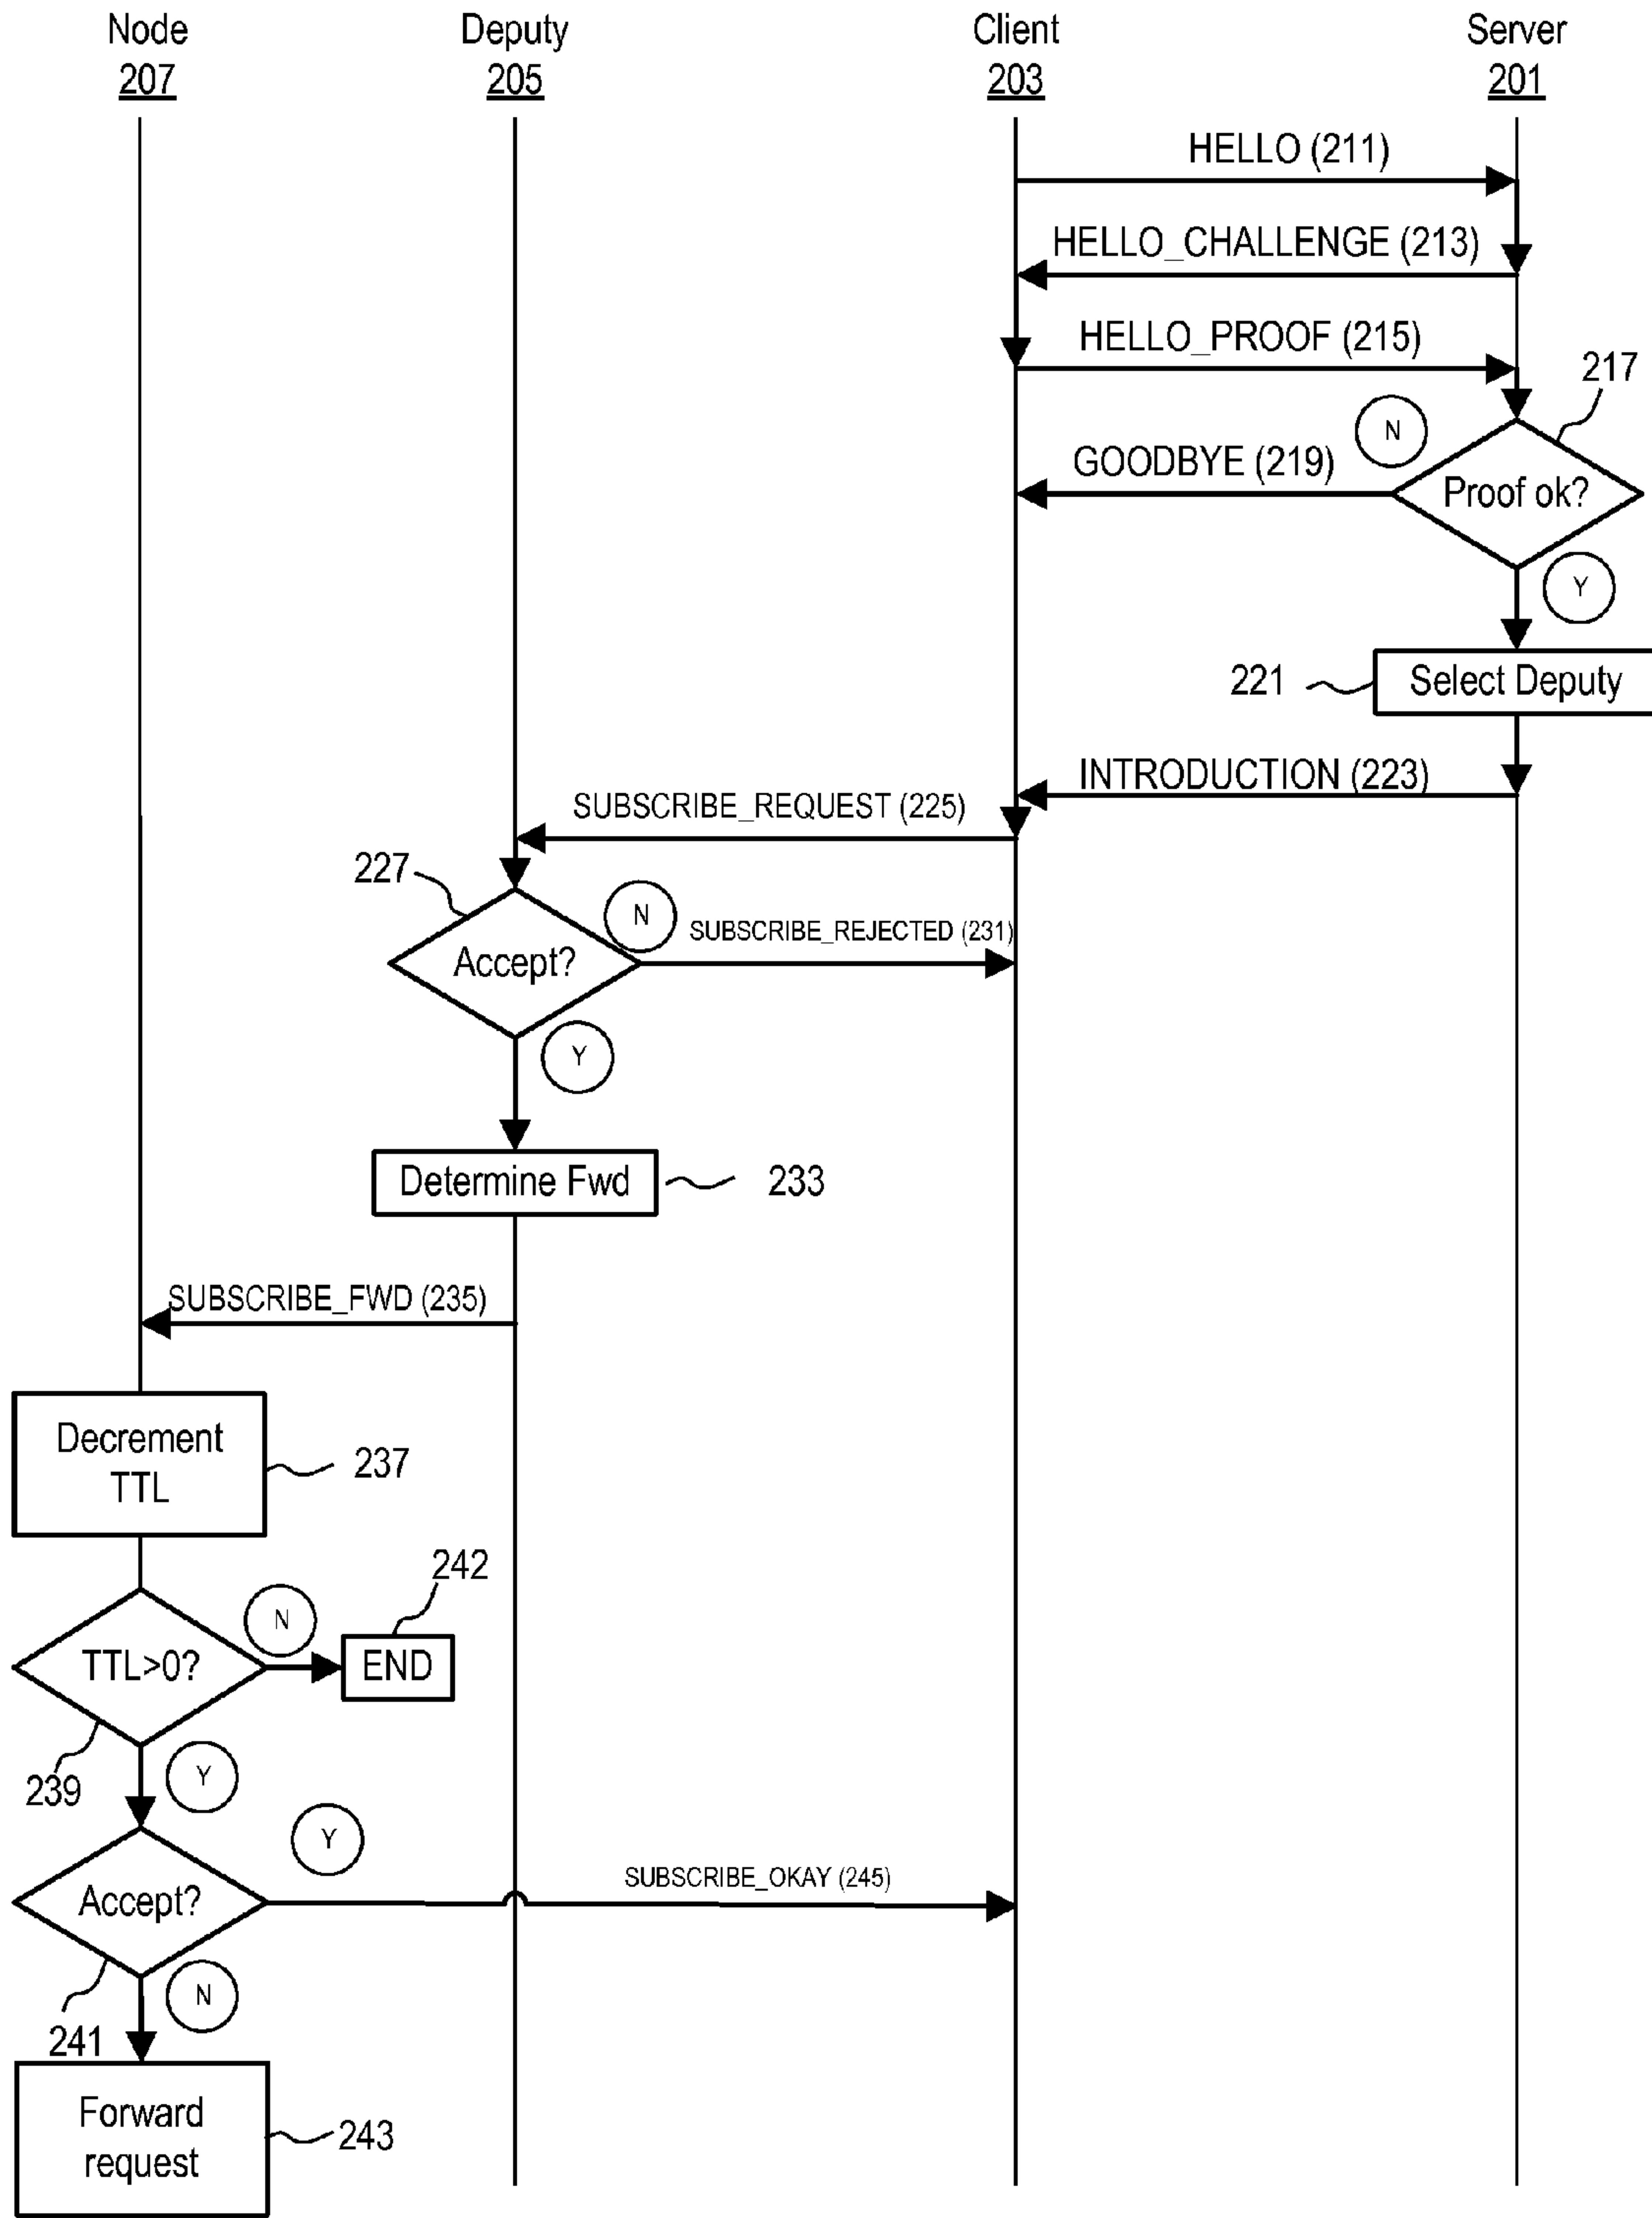 Node
207
Deputy
205
Client
203
Server
201
HELLO (211)
HELLO_CHALLENGE (213)
HELLO_PROOF (215)
217
N
GOODBYE (219)
Proof ok?
Y
221
Select Deputy
INTRODUCTION (223)
SUBSCRIBE_REQUEST (225)
227
N
SUBSCRIBE_REJECTED (231)
Accept?
Y
Determine Fwd
233
SUBSCRIBE_FWD (235)
Decrement
TTL
237
242
N
TTL>0?
END
239
Y
Y
Accept?
SUBSCRIBE_OKAY (245)
N
241
Forward
request
243